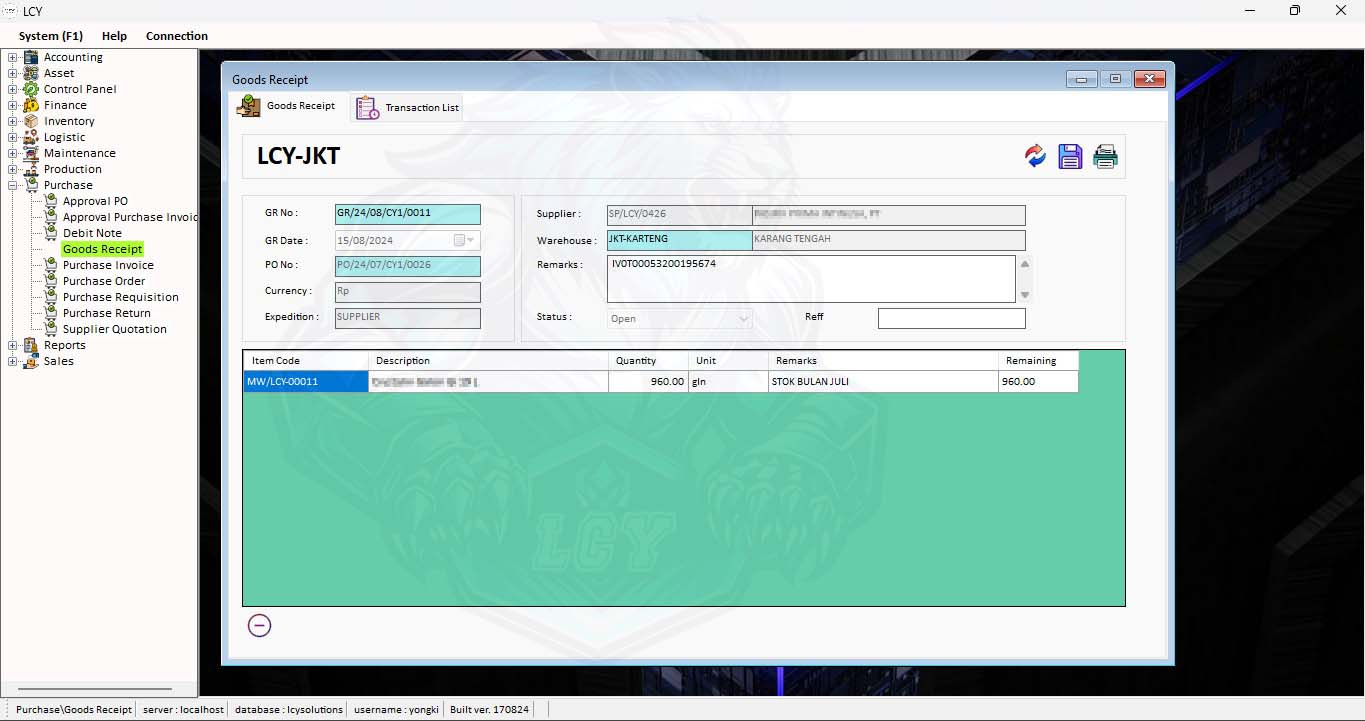 LCY
System (F1) Help Connection
Accounting
Asset
Control Panel
Finance
Inventory
Logistic
Maintenance
Production
Purchase
Approval PO
Approval Purchase Invoic
Debit Note
Goods Receipt
Purchase Invoice
Purchase Order
Purchase Requisition
Purchase Return
Supplier Quotation
Reports
Sales
Goods Receipt
Goods Receipt Transaction List
LCY-JKT
GR No : GR/24/08/CY1/0011
GR Date : 15/08/2024
PO No : PO/24/07/CY1/0026
Currency : Rp
Expedition : SUPPLIER
Supplier : SP/LCY/0426
Warehouse : JKT-KARTENG KARANG TENGAH
Remarks : IV0T00053200195674
Status : Open Reff
Item Code Description Quantity Unit Remarks Remaining
MW/LCY-00011 960.00 gln STOK BULAN JULI 960.00
LCY
Purchase\Goods Receipt server : localhost database : lcysolutions username : yongki Built ver. 170824